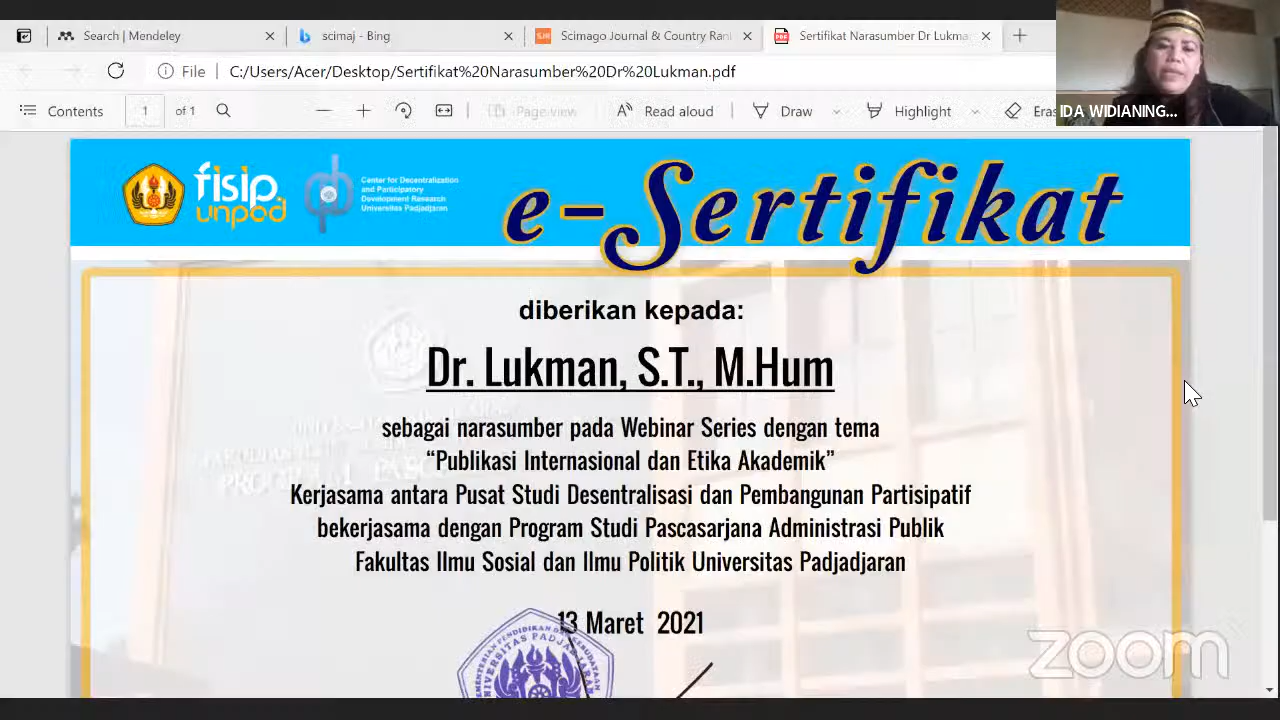 Search | Mendeley
scimaj - Bing
Scimago Journal & Country Ran
Sertifikat Narasumber Dr Lukma
File
C:/Users/Acer/Desktop/Sertifikat%20Narasumber%20Dr%20Lukman.pdf
Contents
1 of 1
Page view
Read aloud
Draw
Highlight
Eras
IDA WIDIANING...
fisip
unpad
Center for Decentralization
and Participatory
Development Research
Universitas Padjadjaran
e-Sertifikat
diberikan kepada:
Dr. Lukman, S.T., M.Hum
sebagai narasumber pada Webinar Series dengan tema
“Publikasi Internasional dan Etika Akademik”
Kerjasama antara Pusat Studi Desentralisasi dan Pembangunan Partisipatif
bekerjasama dengan Program Studi Pascasarjana Administrasi Publik
Fakultas Ilmu Sosial dan Ilmu Politik Universitas Padjadjaran
13 Maret 2021
UNIVERSITAS PADJADJARAN
zoom